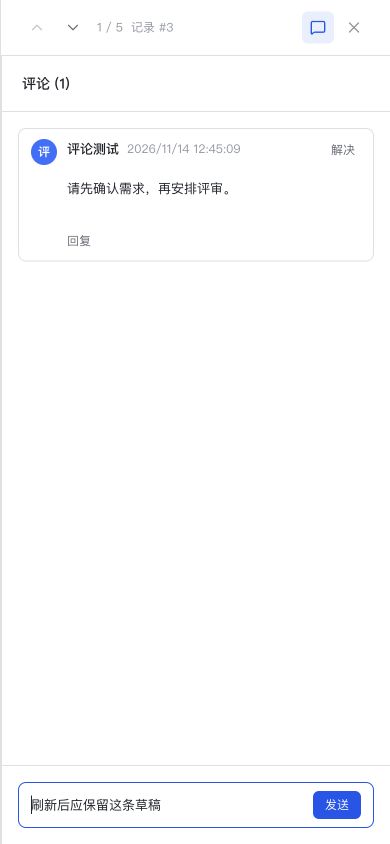 1 / 5 记录 #3
评论 (1)
评 评论测试 2026/11/14 12:45:09 解决
请先确认需求，再安排评审。
回复
刷新后应保留这条草稿 发送